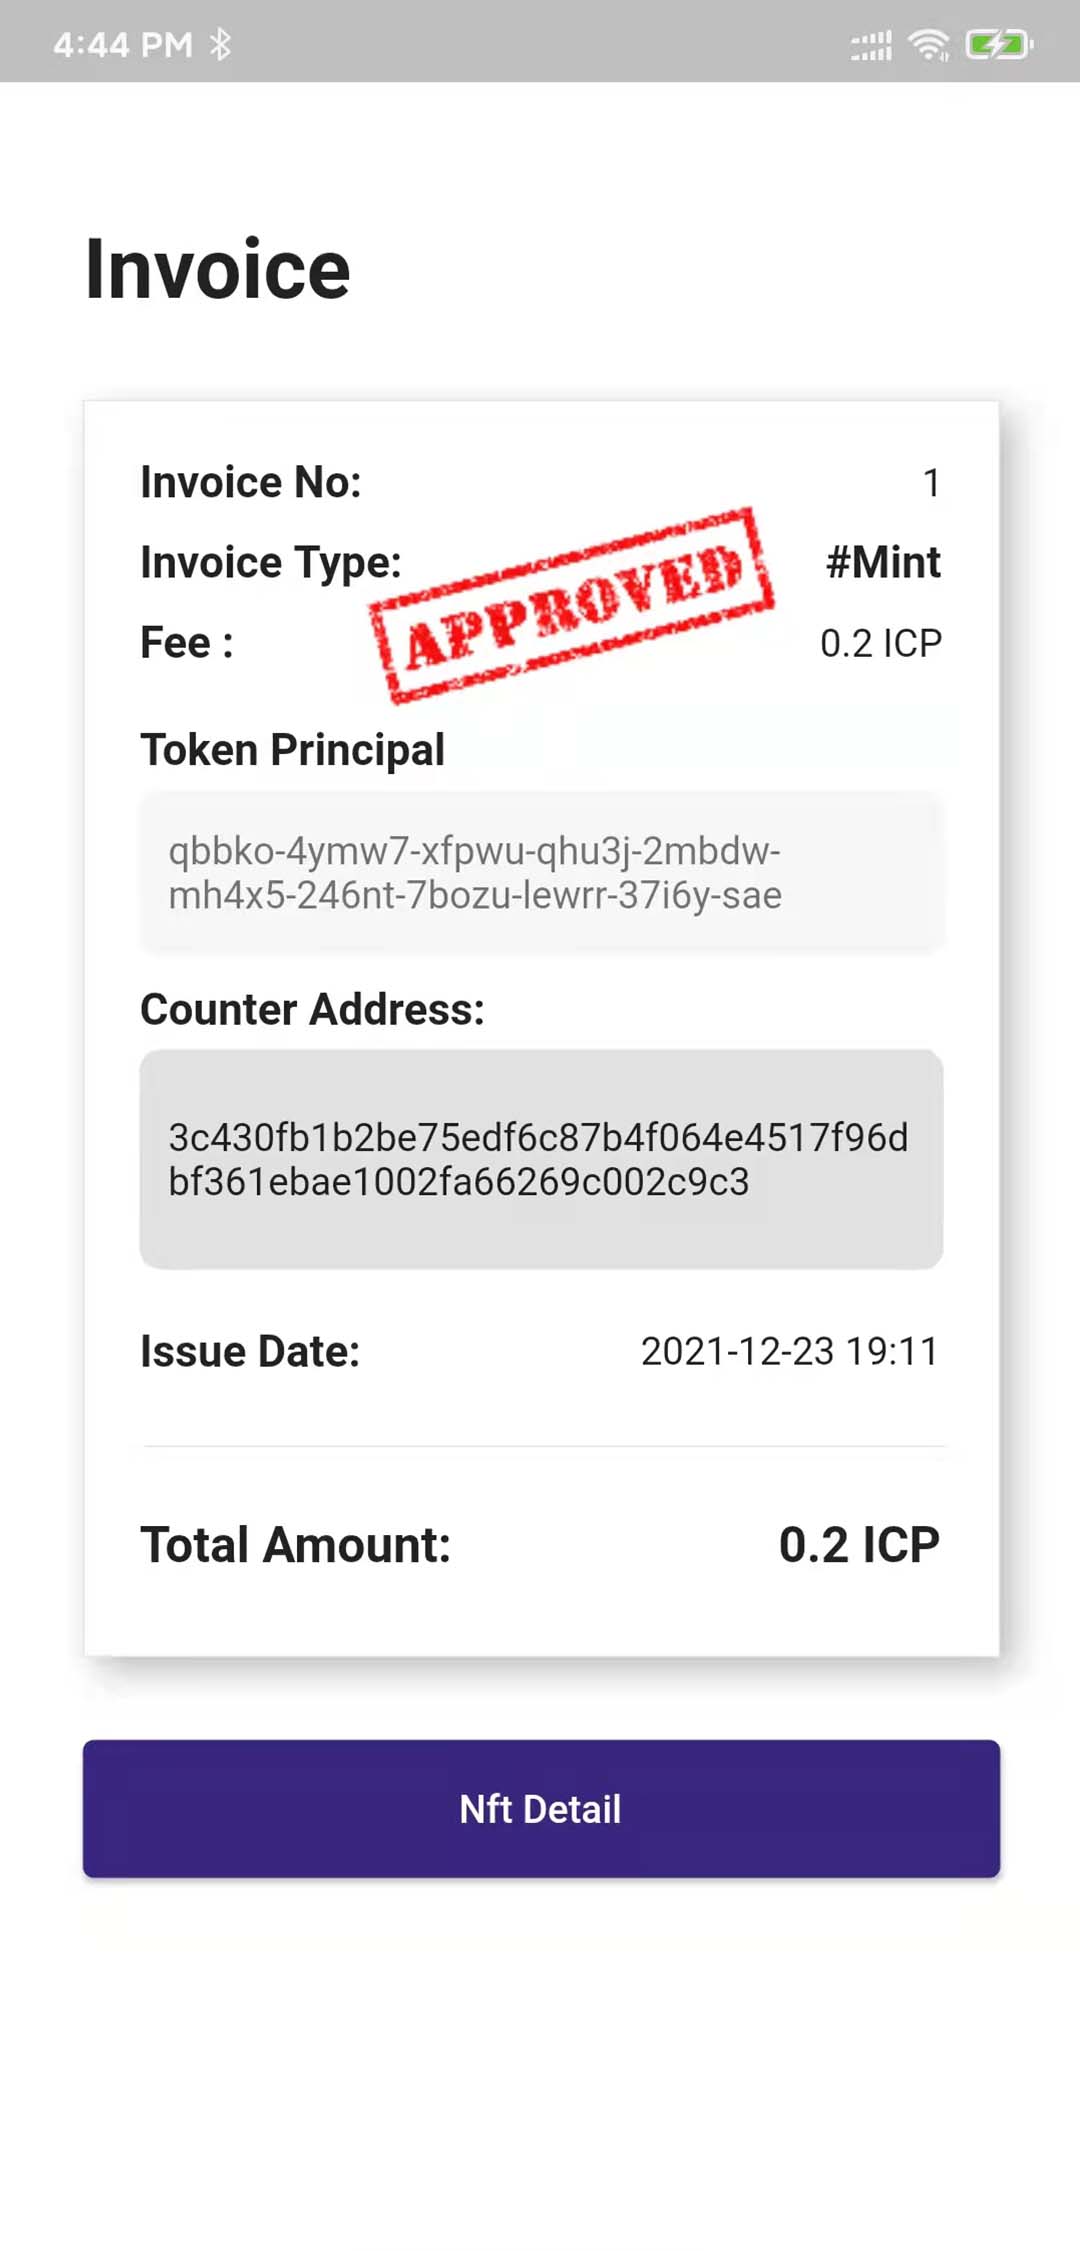 4:44 PM
Invoice
Invoice No: 1
Invoice Type: #Mint
APPROVED
Fee : 0.2 ICP
Token Principal
qbbko-4ymw7-xfpwu-qhu3j-2mbdw-
mh4x5-246nt-7bozu-lewrr-37i6y-sae
Counter Address:
3c430fb1b2be75edf6c87b4f064e4517f96d
bf361ebae1002fa66269c002c9c3
Issue Date: 2021-12-23 19:11
Total Amount: 0.2 ICP
Nft Detail